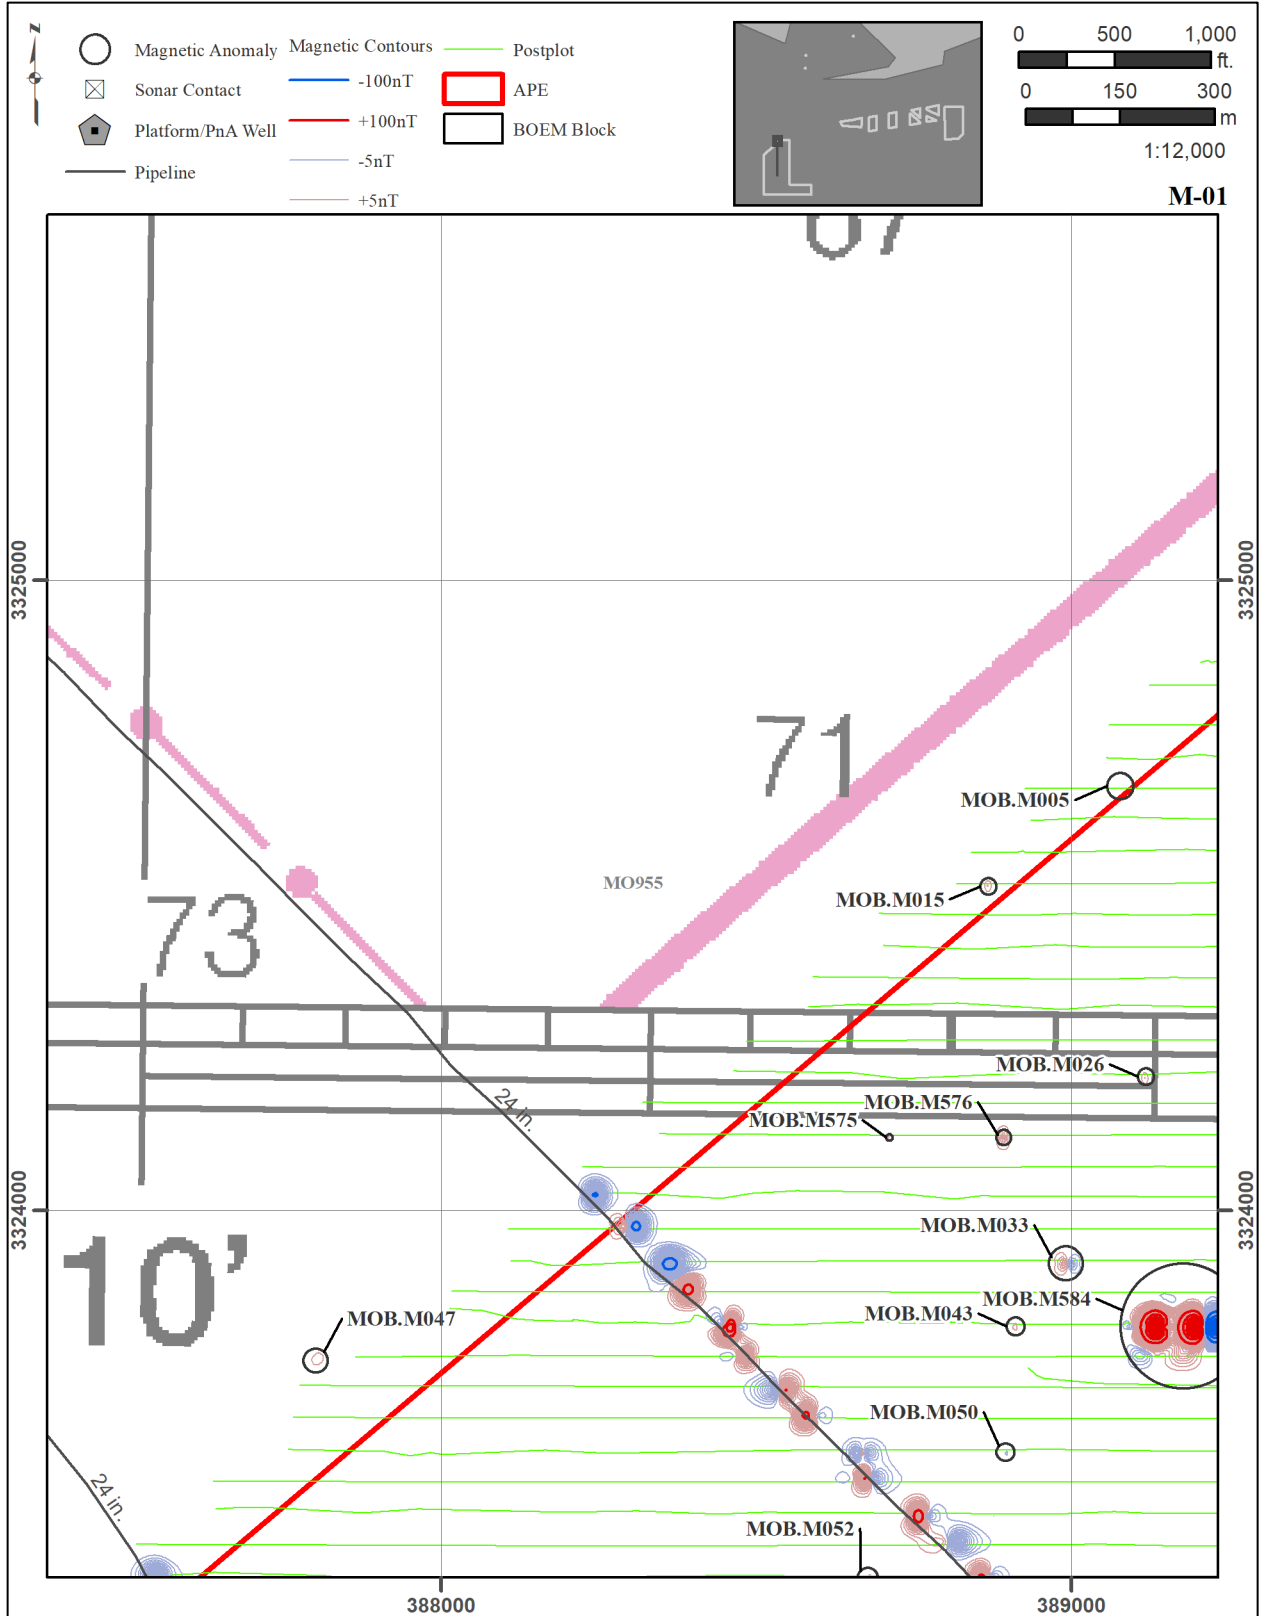 Z
Magnetic Anomaly
Sonar Contact
Platform/PnA Well
Pipeline
Magnetic Contours
-100nT
+100nT
-5nT
+5nT
Postplot
APE
BOEM Block
0 500 1,000
ft.
0 150 300
m
1:12,000
M-01
3325000
3325000
71
MOB.M005
MO955
MOB.M015
73
MOB.M026
24 in.
MOB.M576
MOB.M575
3324000
3324000
MOB.M033
10'
MOB.M584
MOB.M047
MOB.M043
MOB.M050
24 in.
MOB.M052
388000
389000